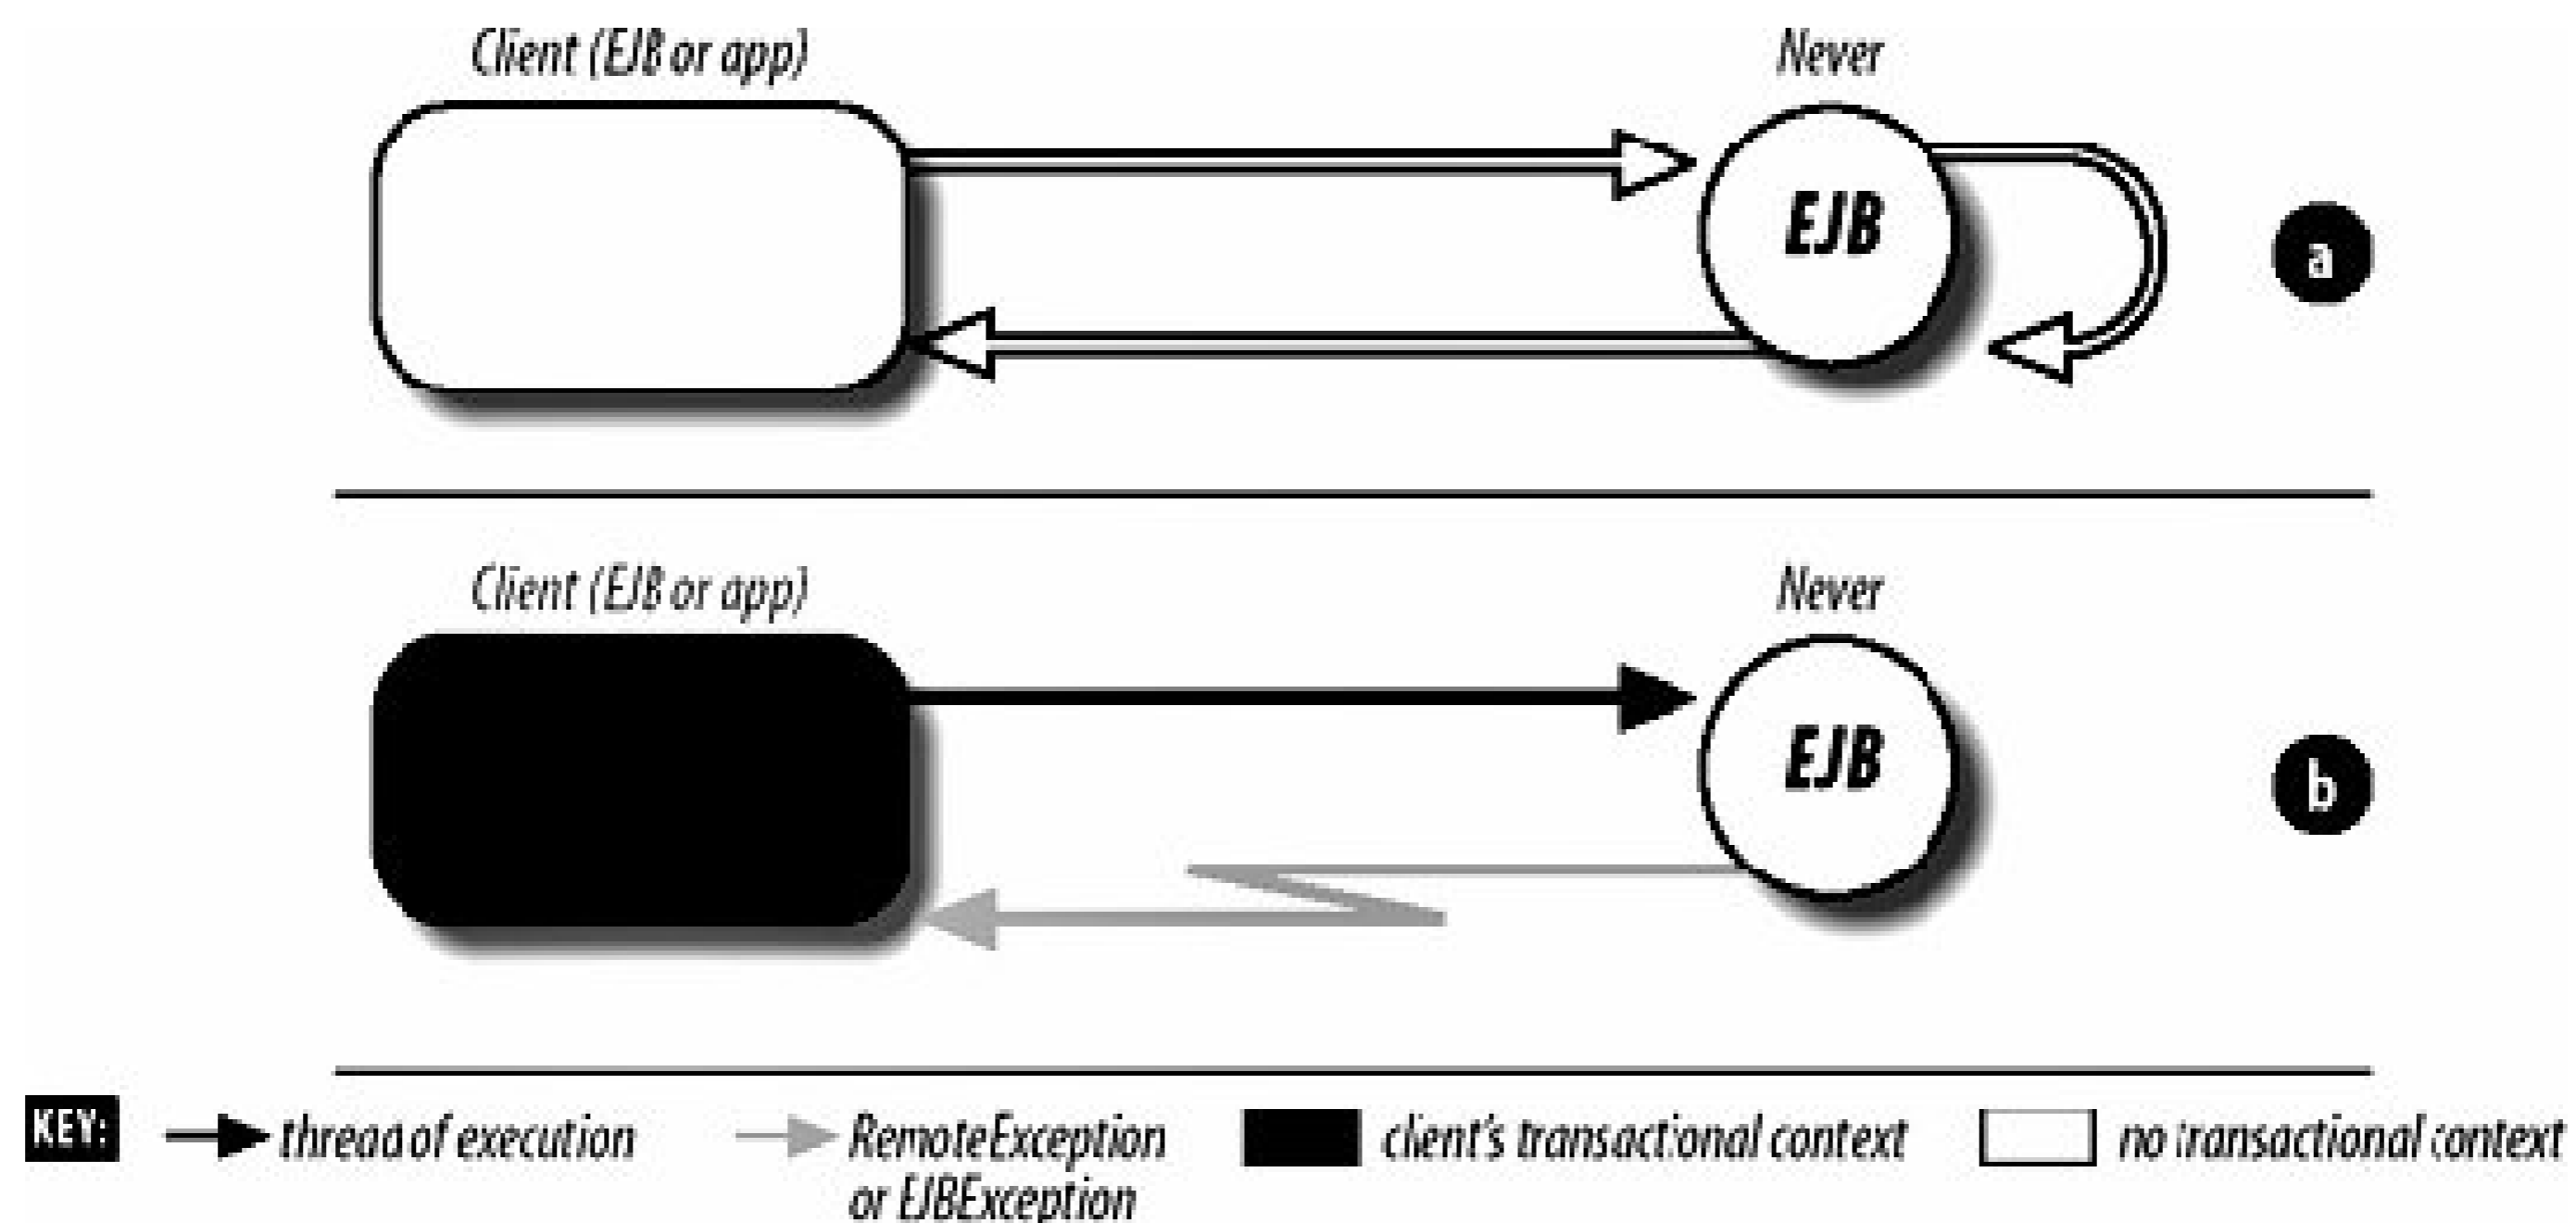 Client (EJB or app)
Never
EJB
a
Client (EJB or app)
Never
EJB
b
KEY:
thread of execution
RemoteException
or EJBException
client's transactional context
no transactional context